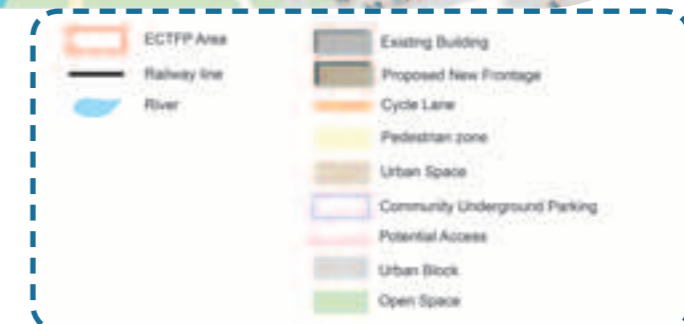 ECTFP Area
Railway line
River
Existing Building
Proposed New Frontage
Cycle Lane
Pedestrian zone
Urban Space
Community Underground Parking
Potential Access
Urban Block
Open Space